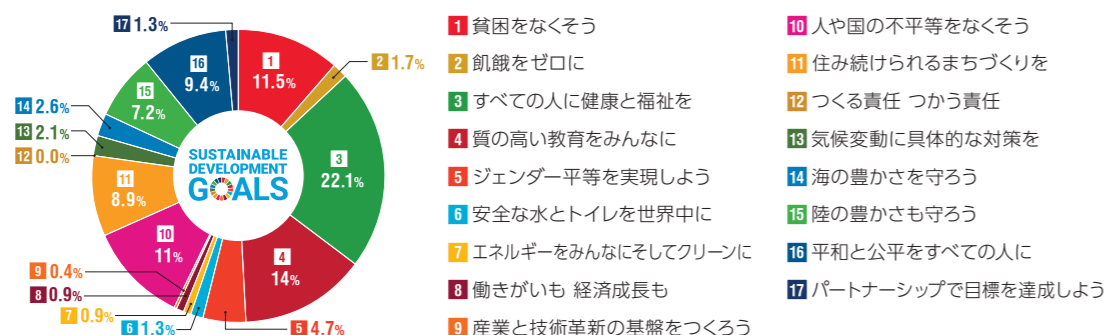 1
11.5%
2 1.7%
3
22.1%
4
14%
5 4.7%
6 1.3%
7 0.9%
8 0.9%
9 0.4%
10
11%
11
8.9%
12 0.0%
13 2.1%
14 2.6%
15
7.2%
16
9.4%
17 1.3%
SUSTAINABLE
DEVELOPMENT
GOALS
1 貧困をなくそう
2 飢餓をゼロに
3 すべての人に健康と福祉を
4 質の高い教育をみんなに
5 ジェンダー平等を実現しよう
6 安全な水とトイレを世界中に
7 エネルギーをみんなにそしてクリーンに
8 働きがいも 経済成長も
9 産業と技術革新の基盤をつくろう
10 人や国の不平等をなくそう
11 住み続けられるまちづくりを
12 つくる責任 つかう責任
13 気候変動に具体的な対策を
14 海の豊かさを守ろう
15 陸の豊かさも守ろう
16 平和と公平をすべての人に
17 パートナーシップで目標を達成しよう